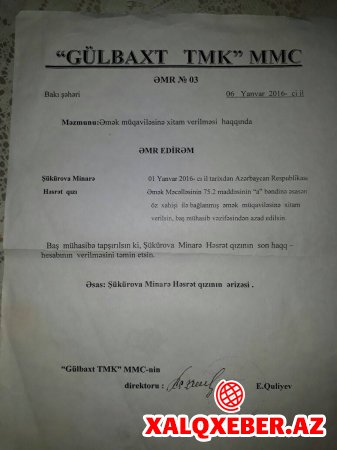 “GÜLBAXT TMK” MMC
ƏMR № 03
Bakı şəhəri 06 Yanvar 2016- ci il
Məzmunu:Əmək müqaviləsinə xitam verilməsi haqqında
ƏMR EDİRƏM
Şükürova Minarə 01 Yanvar 2016- cı il tarixdən Azərbaycan Respuplikası
Həsrət qızı Əmək Məcəlləsinin 75.2 maddəsinin “a” bəndinə əsasən
öz xahişi ilə bağlanmış əmək müqaviləsinə xitam
verilsin, baş mühasib vəzifəsindən azad edilsin.
Baş mühasibə tapşırılsın ki, Şükürova Minarə Həsrət qızının son haqq –
hesabının verilməsini təmin etsin.
Əsas: Şükürova Minarə Həsrət qızının ərizəsi .
“Gülbaxt TMK” MMC-nin
direktoru : E.Quliyev
XALQXEBER.AZ